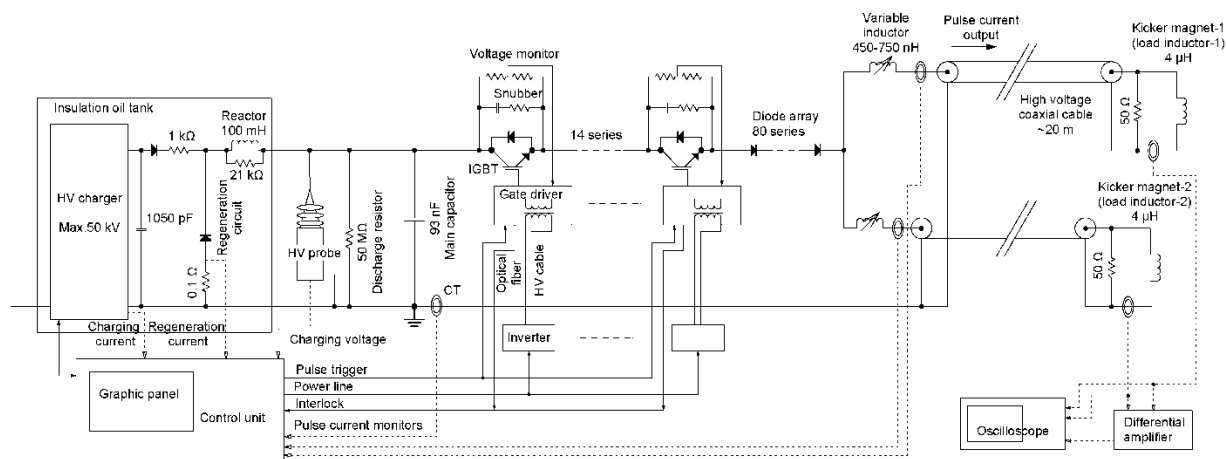 Variable
inductor
450-750 nH
Pulse current
output
Kicker magnet-1
(load inductor-1)
4 µH
Voltage monitor
Snubber
Insulation oil tank
Reactor
100 mH
1 kΩ
21 kΩ
HV charger
Max.50 kV
1050 pF
Regeneration
circuit
0.1 Ω
HV probe
50 MΩ
Discharge resistor
93 nF
Main capacitor
IGBT
14 series
Gate driver
Optical
fiber
HV cable
Diode array
80 series
High voltage
coaxial cable
~20 m
50 Ω
Kicker magnet-2
(load inductor-2)
4 µH
50 Ω
CT
Charging
current
Regeneration
current
Charging voltage
Inverter
Pulse trigger
Power line
Interlock
Pulse current monitors
Graphic panel
Control unit
Oscilloscope
Differential
amplifier